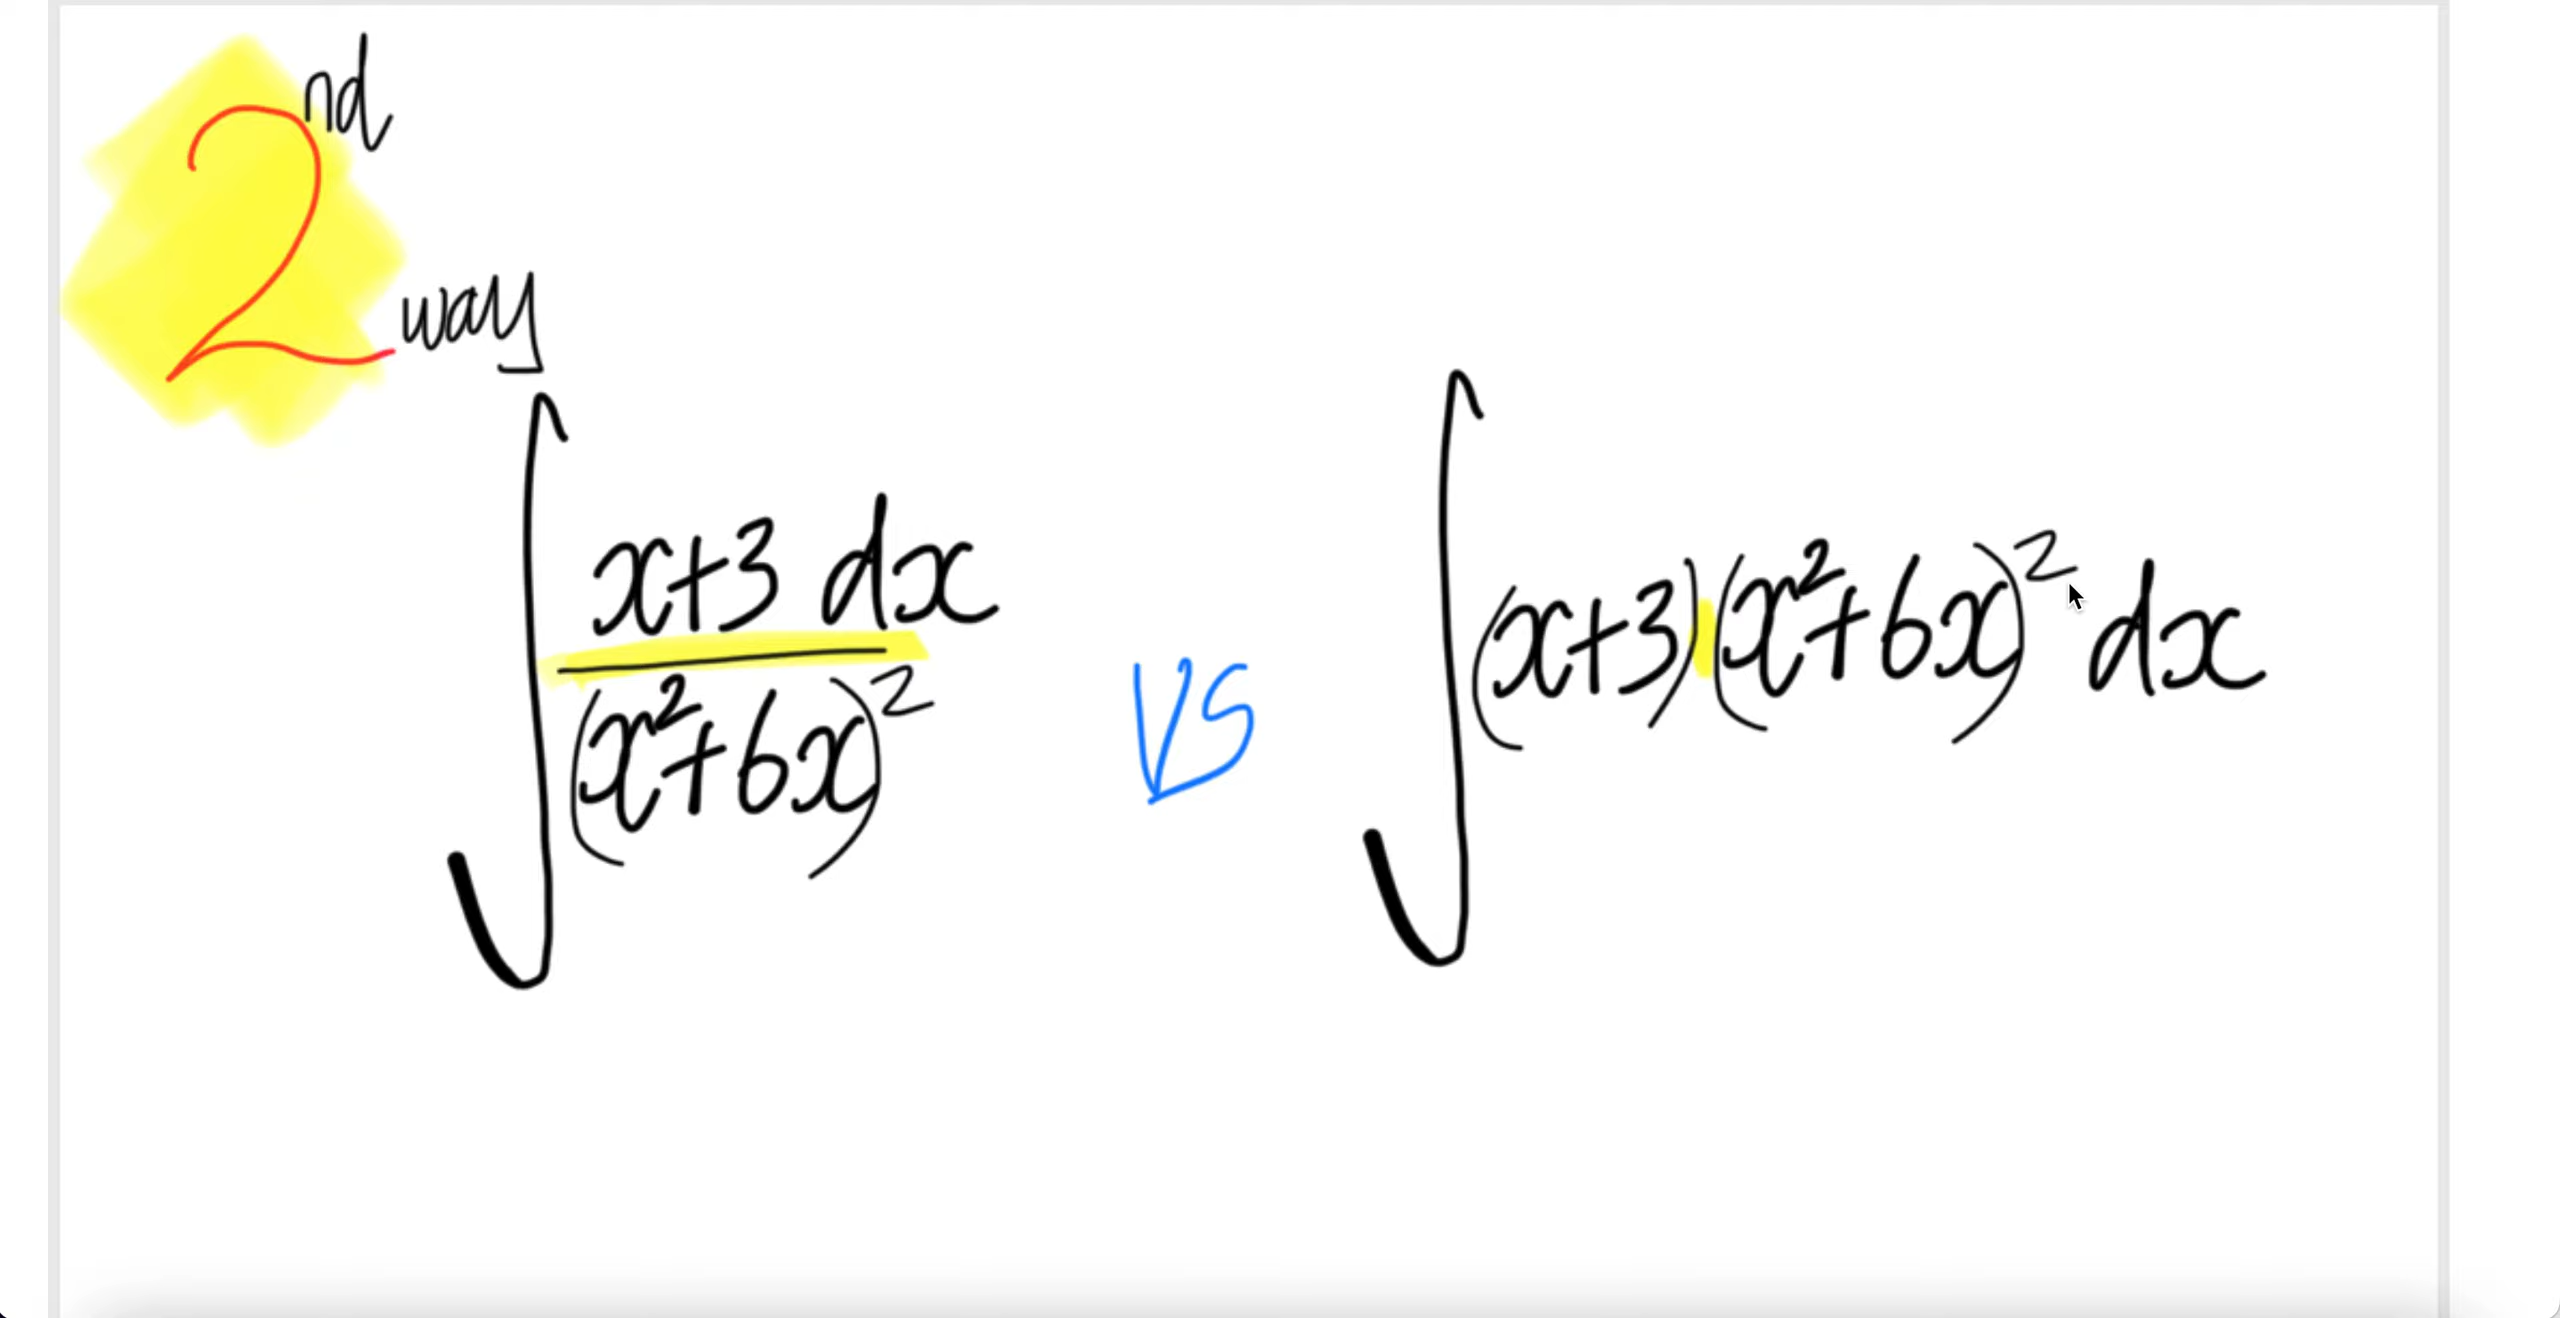 2nd way
∫ x+3 dx / (x²+6x)² VS ∫ (x+3)(x²+6x)² dx